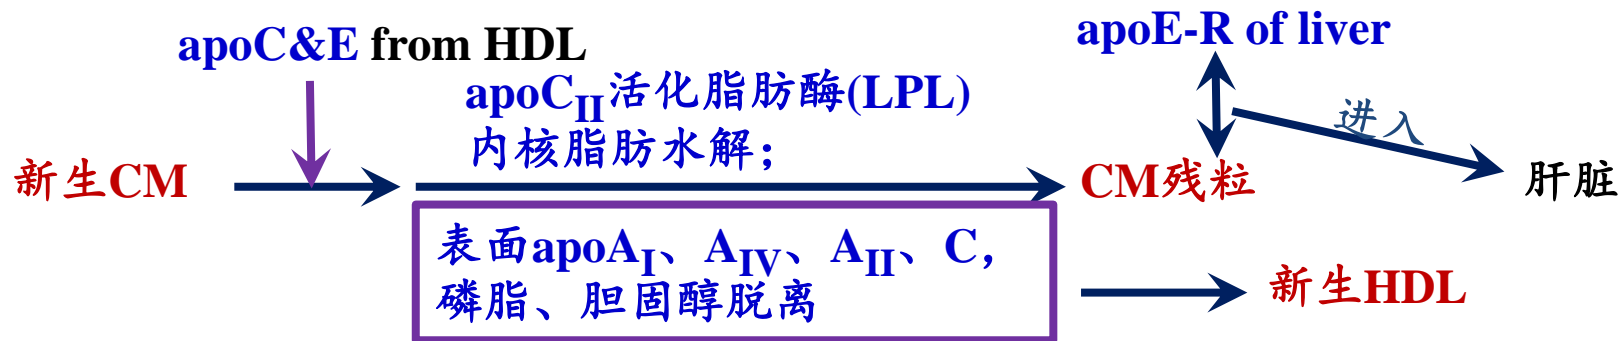 apoC&E from HDL
apoE-R of liver
apoCII活化脂肪酶(LPL)
内核脂肪水解；
进入
新生CM
CM残粒
肝脏
表面apoAI、AIV、AII、C，
磷脂、胆固醇脱离
新生HDL